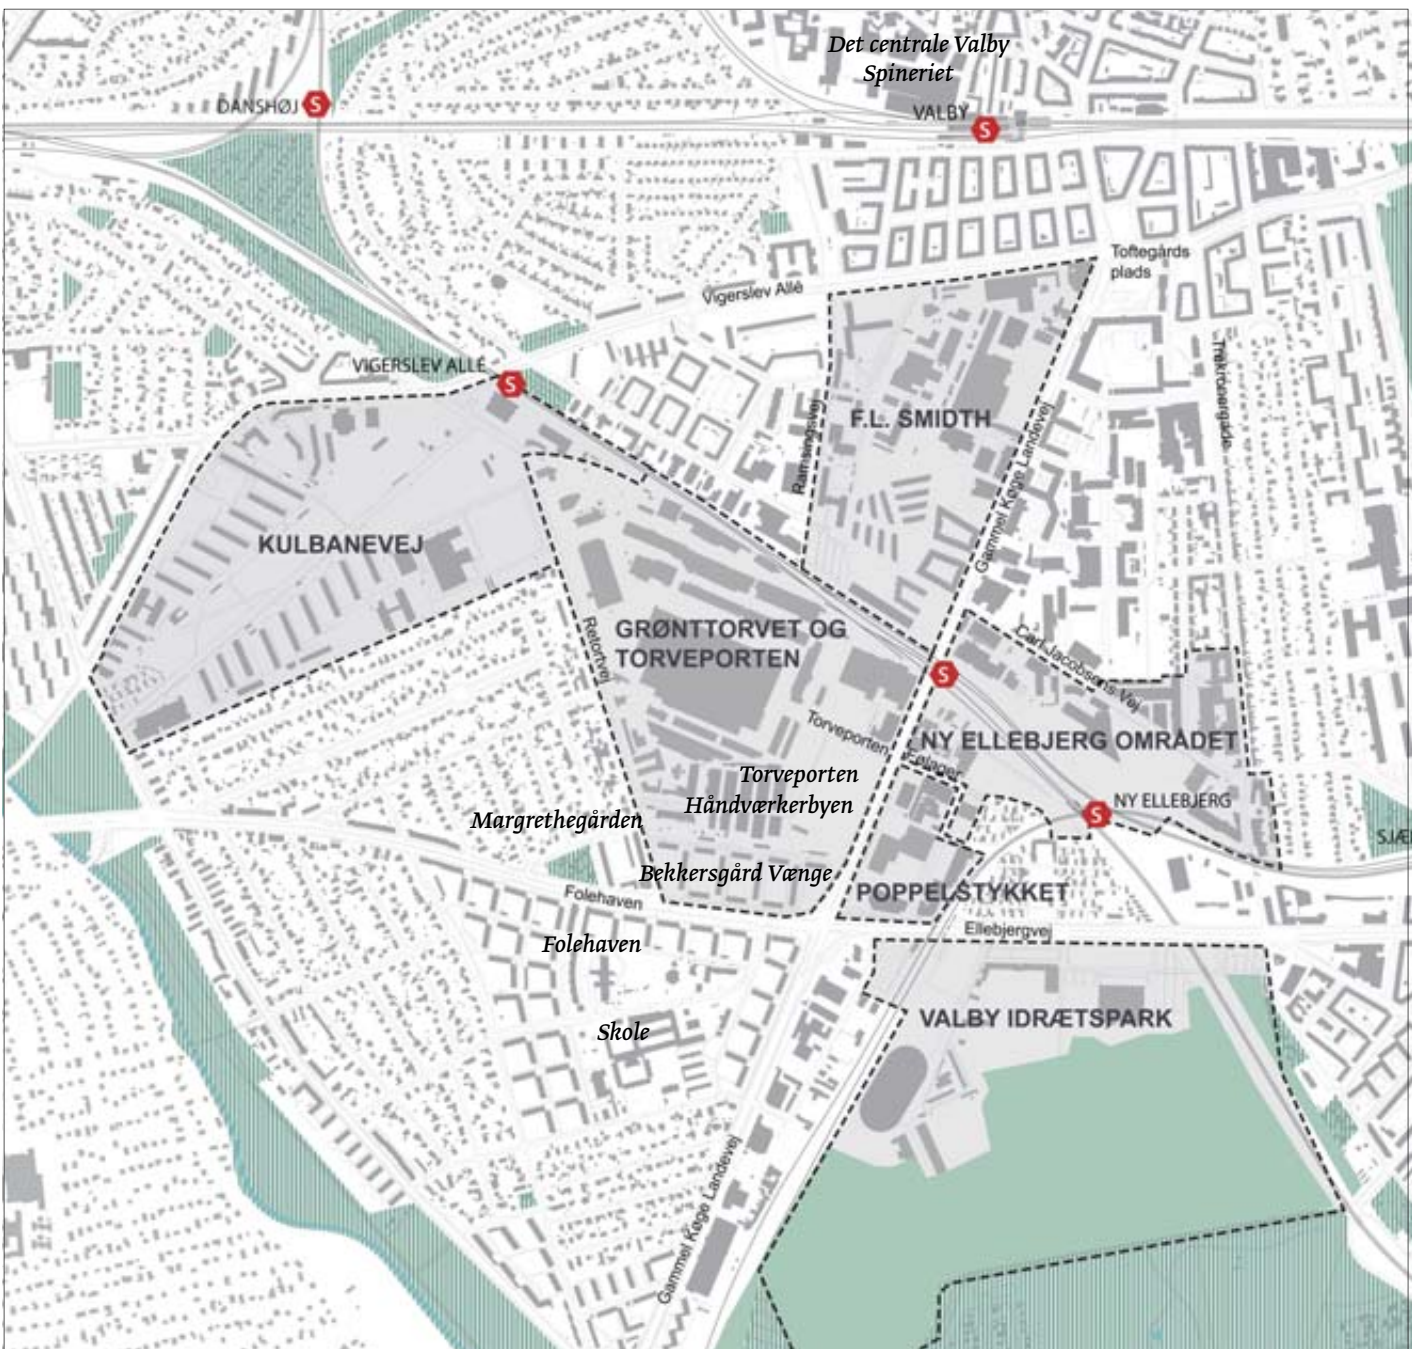 Det centrale Valby
Spineriet
DANSHØJ S
VALBY
S
Toftegårds
plads
Vigerslev Allé
VIGERSLEV ALLÉ
S
Trekronergade
Ramsingsvej
F.L. SMIDTH
Gammel Køge Landevej
KULBANEVEJ
Retortvej
GRØNTTORVET OG
TORVEPORTEN
Carl Jacobsens Vej
S
Torveporten
NY ELLEBJERG OMRÅDET
Følager
Torveporten
Håndværkerbyen
S NY ELLEBJERG
Margrethegården
SJÆ
Bekkersgård Vænge
Folehaven
POPPELSTYKKET
Ellebjergvej
Folehaven
VALBY IDRÆTSPARK
Skole
Gammel Køge Landevej